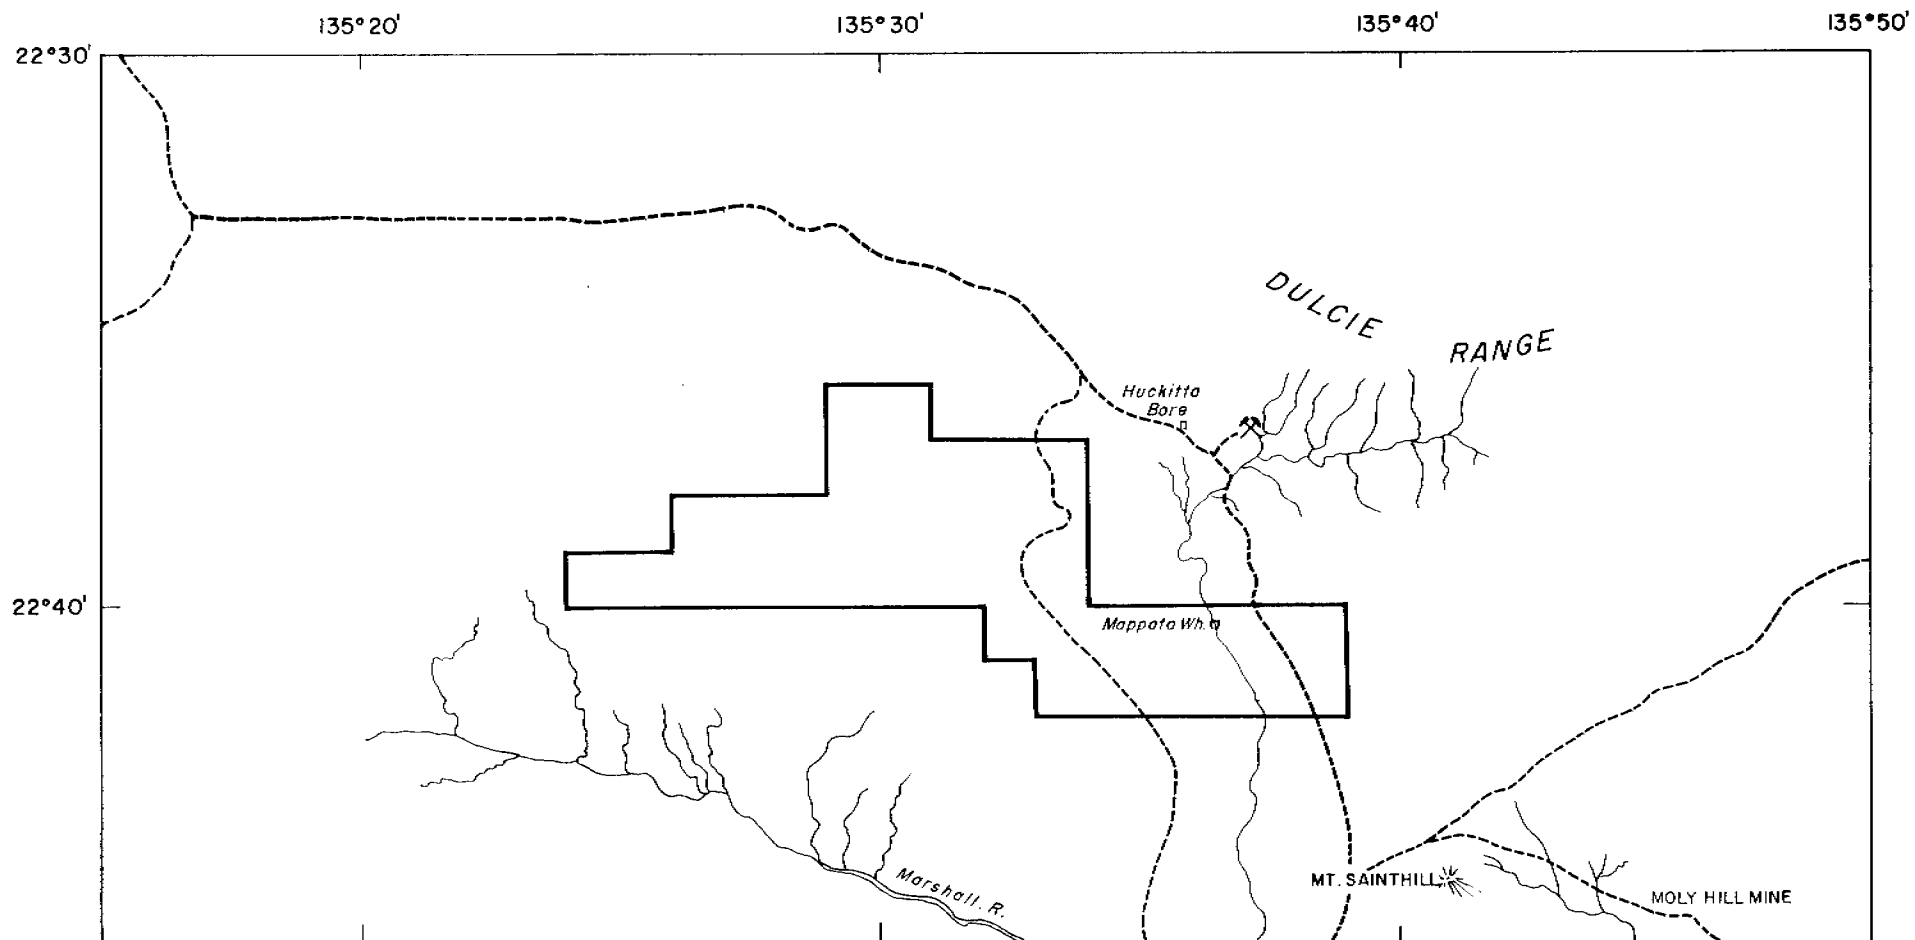 135°20' 135°30' 135°40' 135°50'
22°30'
DULCIE
RANGE
Huckitta
Bore
22°40'
Mappata Wh.
Marshall. R.
MT. SAINTHILL
MOLY HILL MINE